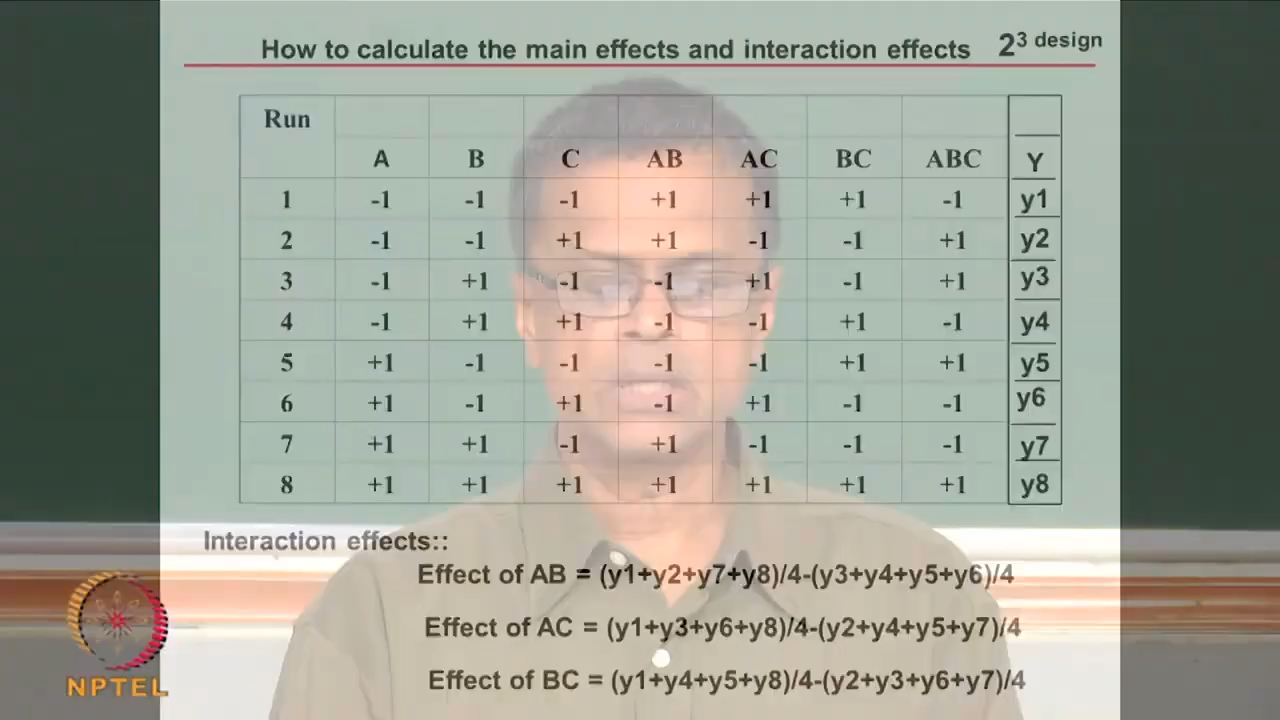 How to calculate the main effects and interaction effects 2³ design
Run
A B C AB AC BC ABC Y
1 -1 -1 -1 +1 +1 +1 -1 y1
2 -1 -1 +1 +1 -1 -1 +1 y2
3 -1 +1 -1 -1 +1 -1 +1 y3
4 -1 +1 +1 -1 -1 +1 -1 y4
5 +1 -1 -1 -1 -1 +1 +1 y5
6 +1 -1 +1 -1 +1 -1 -1 y6
7 +1 +1 -1 +1 -1 -1 -1 y7
8 +1 +1 +1 +1 +1 +1 +1 y8
Interaction effects::
Effect of AB = (y1+y2+y7+y8)/4-(y3+y4+y5+y6)/4
Effect of AC = (y1+y3+y6+y8)/4-(y2+y4+y5+y7)/4
Effect of BC = (y1+y4+y5+y8)/4-(y2+y3+y6+y7)/4
NPTEL